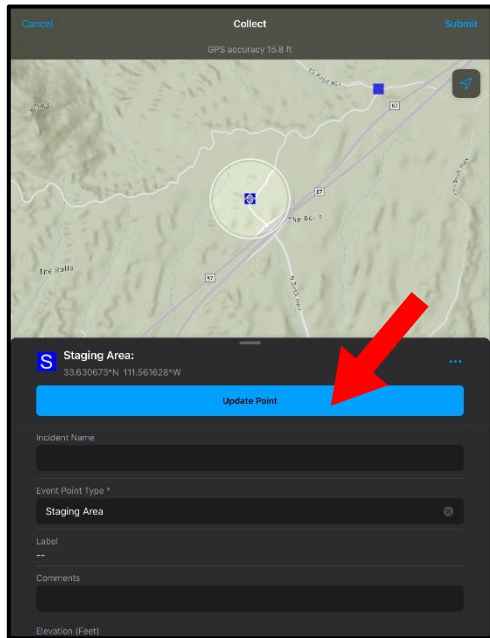 Cancel
Collect
Submit
GPS accuracy 15.8 ft
87
87
The Rolls
The Rolls
87
S
Staging Area:
33.630673°N 111.561628°W
Update Point
Incident Name
Event Point Type *
Staging Area
Label
--
Comments
Elevation (Feet)